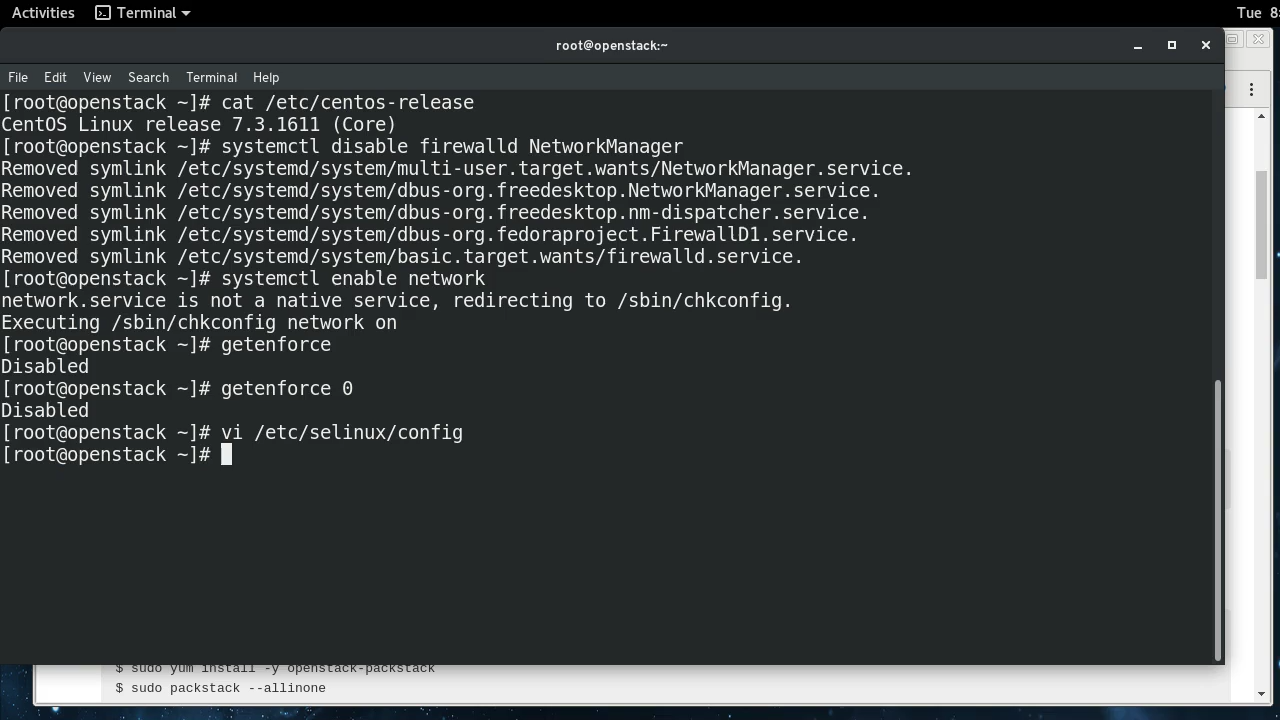 Activities Terminal Tue 8:
root@openstack:~
File Edit View Search Terminal Help
[root@openstack ~]# cat /etc/centos-release
CentOS Linux release 7.3.1611 (Core)
[root@openstack ~]# systemctl disable firewalld NetworkManager
Removed symlink /etc/systemd/system/multi-user.target.wants/NetworkManager.service.
Removed symlink /etc/systemd/system/dbus-org.freedesktop.NetworkManager.service.
Removed symlink /etc/systemd/system/dbus-org.freedesktop.nm-dispatcher.service.
Removed symlink /etc/systemd/system/dbus-org.fedoraproject.FirewallD1.service.
Removed symlink /etc/systemd/system/basic.target.wants/firewalld.service.
[root@openstack ~]# systemctl enable network
network.service is not a native service, redirecting to /sbin/chkconfig.
Executing /sbin/chkconfig network on
[root@openstack ~]# getenforce
Disabled
[root@openstack ~]# getenforce 0
Disabled
[root@openstack ~]# vi /etc/selinux/config
[root@openstack ~]#
$ sudo yum install -y openstack-packstack
$ sudo packstack --allinone